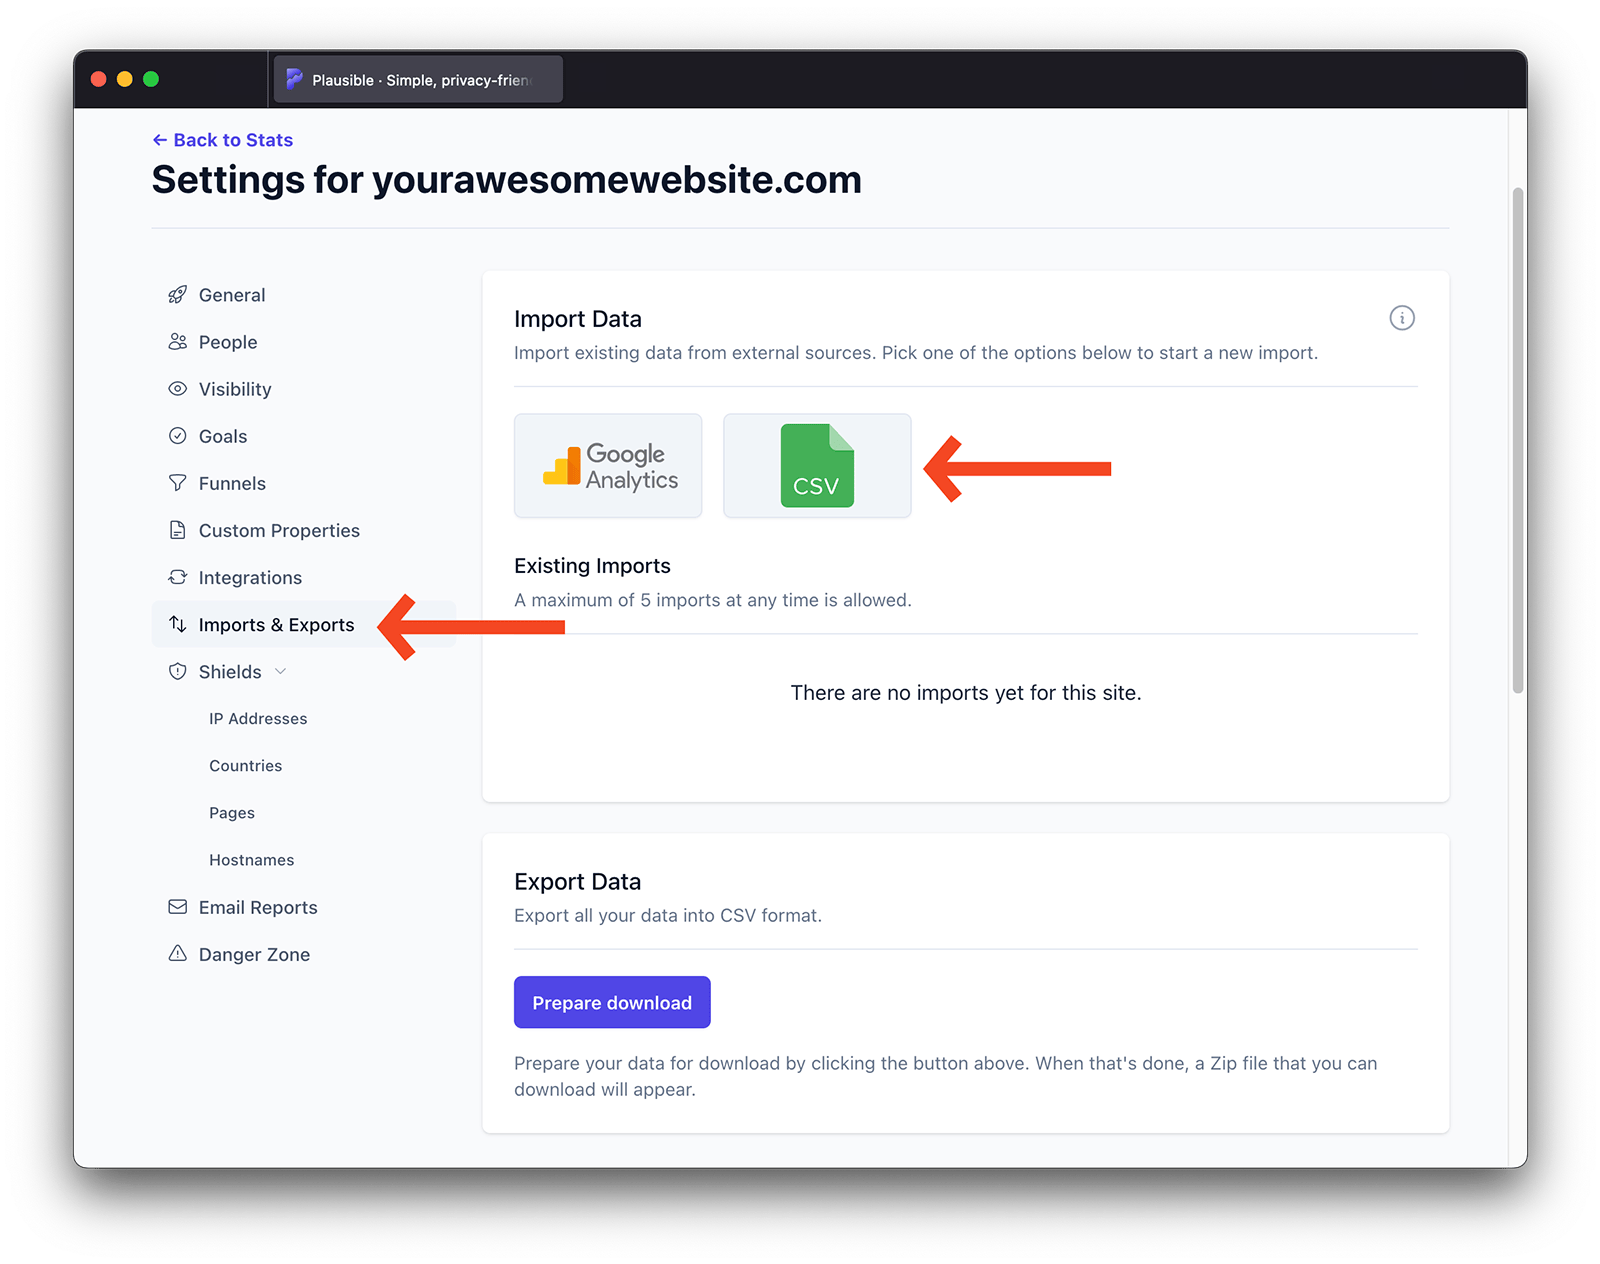 Plausible · Simple, privacy-frien
← Back to Stats
Settings for yourawesomewebsite.com
General
People
Visibility
Goals
Funnels
Custom Properties
Integrations
Imports & Exports
Shields
IP Addresses
Countries
Pages
Hostnames
Email Reports
Danger Zone
Import Data
Import existing data from external sources. Pick one of the options below to start a new import.
Google
Analytics
CSV
Existing Imports
A maximum of 5 imports at any time is allowed.
There are no imports yet for this site.
Export Data
Export all your data into CSV format.
Prepare download
Prepare your data for download by clicking the button above. When that's done, a Zip file that you can
download will appear.